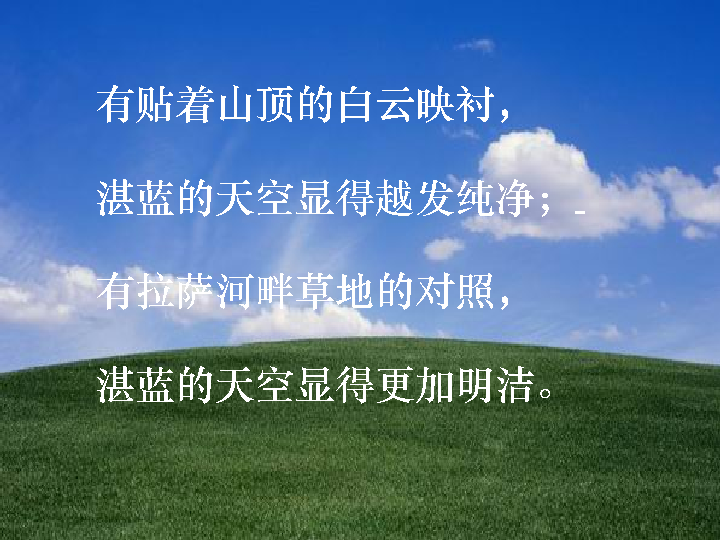 有贴着山顶的白云映衬，
湛蓝的天空显得越发纯净；
有拉萨河畔草地的对照，
湛蓝的天空显得更加明洁。